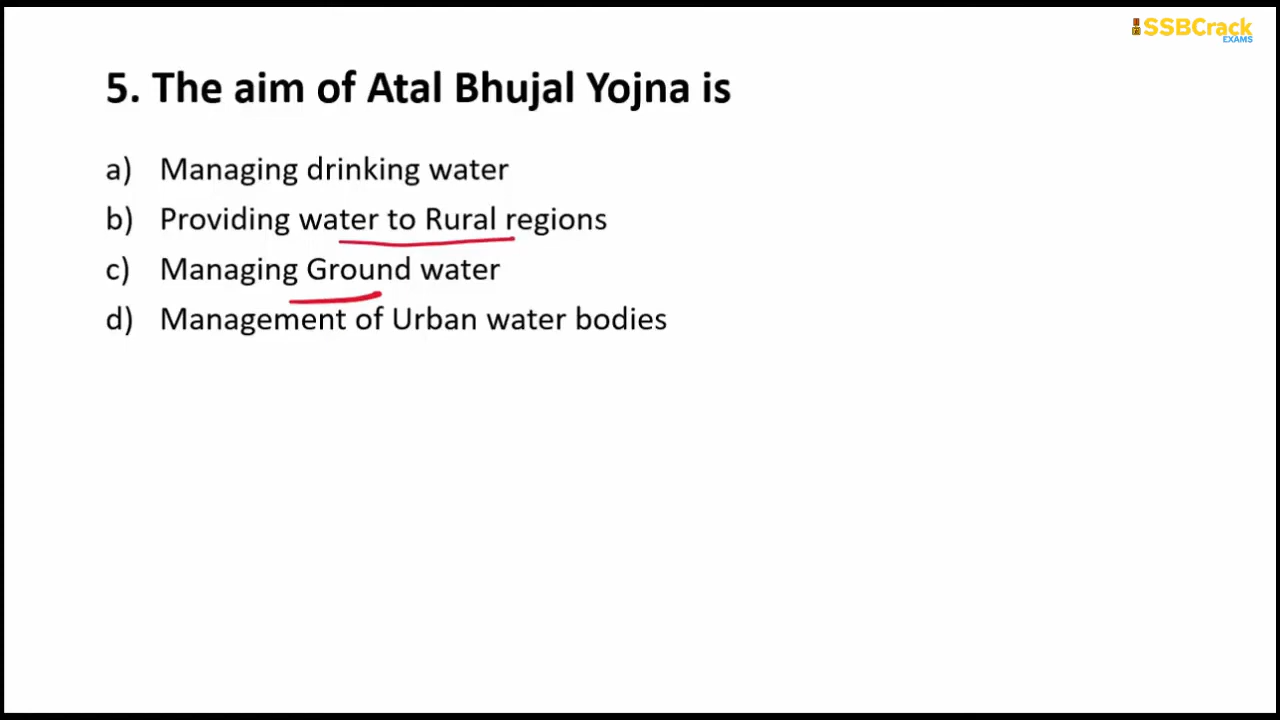 SSBCrack
EXAMS
5. The aim of Atal Bhujal Yojna is
a) Managing drinking water
b) Providing water to Rural regions
c) Managing Ground water
d) Management of Urban water bodies